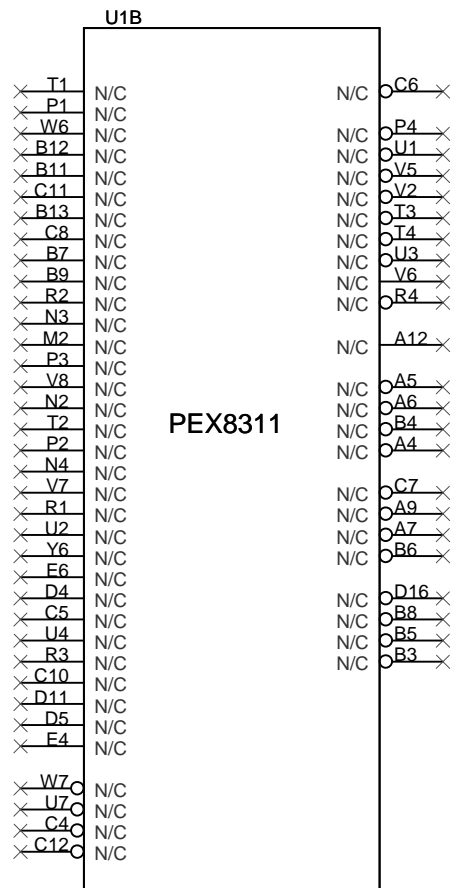 U1B
T1 N/C N/C C6
P1 N/C
W6 N/C N/C P4
B12 N/C N/C U1
B11 N/C N/C V5
C11 N/C N/C V2
B13 N/C N/C T3
C8 N/C N/C T4
B7 N/C N/C U3
B9 N/C N/C V6
R2 N/C N/C R4
N3 N/C
M2 N/C N/C A12
P3 N/C
V8 N/C N/C A5
N2 N/C N/C A6
T2 N/C PEX8311 N/C B4
P2 N/C N/C A4
N4 N/C
V7 N/C N/C C7
R1 N/C N/C A9
U2 N/C N/C A7
Y6 N/C N/C B6
E6 N/C
D4 N/C N/C D16
C5 N/C N/C B8
U4 N/C N/C B5
R3 N/C N/C B3
C10 N/C
D11 N/C
D5 N/C
E4 N/C
W7 N/C
U7 N/C
C4 N/C
C12 N/C